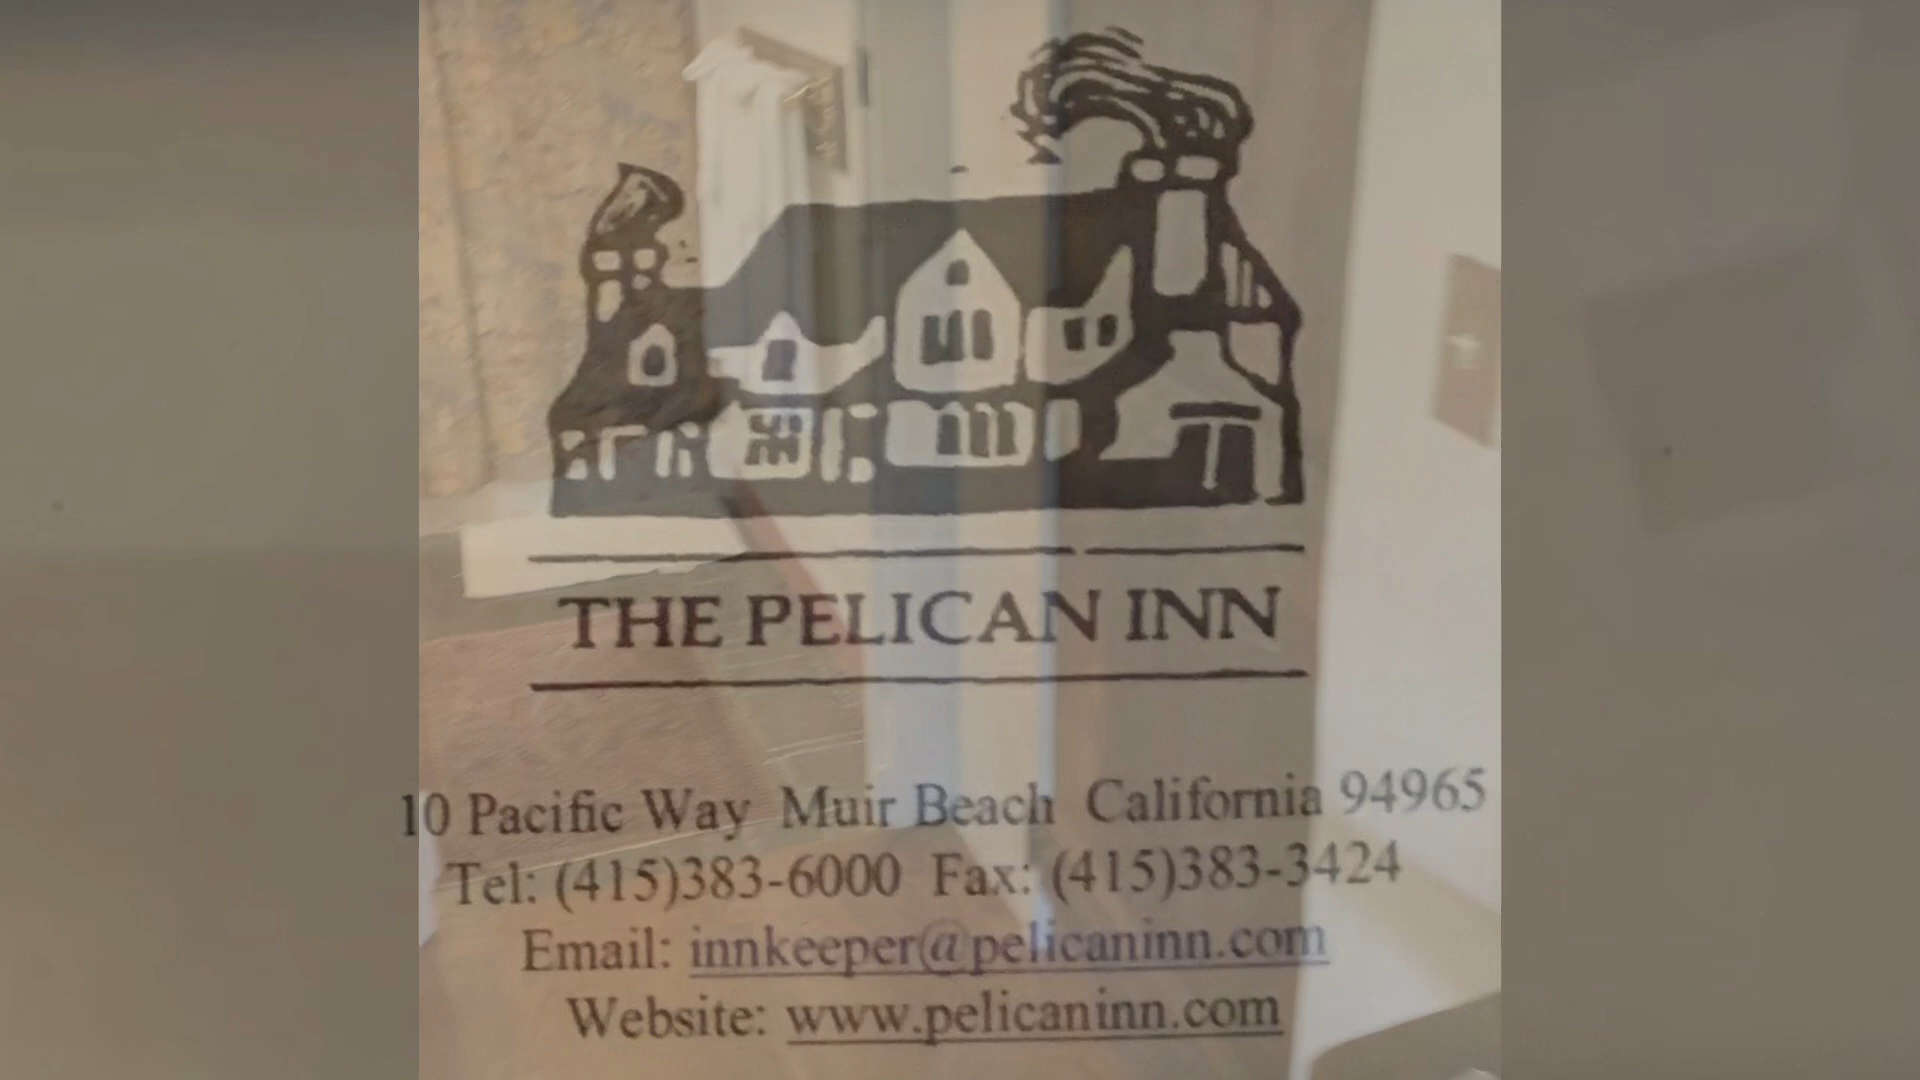 THE PELICAN INN
10 Pacific Way Muir Beach California 94965
Tel: (415)383-6000 Fax: (415)383-3424
Email: innkeeper@pelicaninn.com
Website: www.pelicaninn.com